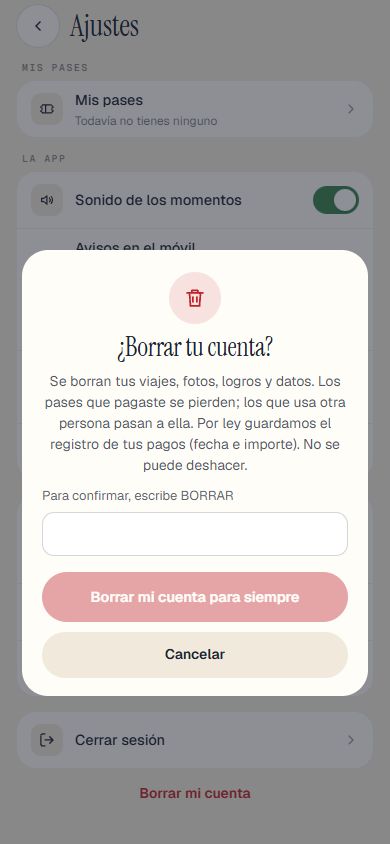 Ajustes
MIS PASES
Mis pases
Todavía no tienes ninguno
LA APP
Sonido de los momentos
Avisos en el móvil
¿Borrar tu cuenta?
Se borran tus viajes, fotos, logros y datos. Los
pases que pagaste se pierden; los que usa otra
persona pasan a ella. Por ley guardamos el
registro de tus pagos (fecha e importe). No se
puede deshacer.
Para confirmar, escribe BORRAR
Borrar mi cuenta para siempre
Cancelar
Cerrar sesión
Borrar mi cuenta